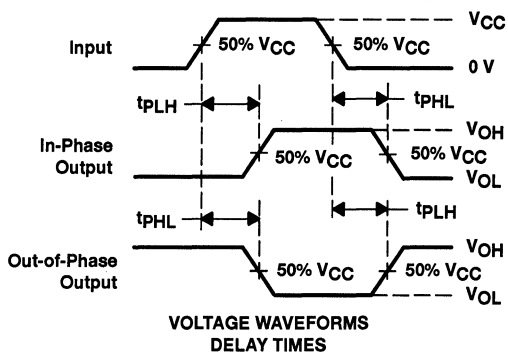 VCC
Input
50% VCC
50% VCC
0 V
tPLH
tPHL
In-Phase
Output
VOH
50% VCC
50% VCC
VOL
tPHL
tPLH
Out-of-Phase
Output
VOH
50% VCC
50% VCC
VOL
VOLTAGE WAVEFORMS
DELAY TIMES